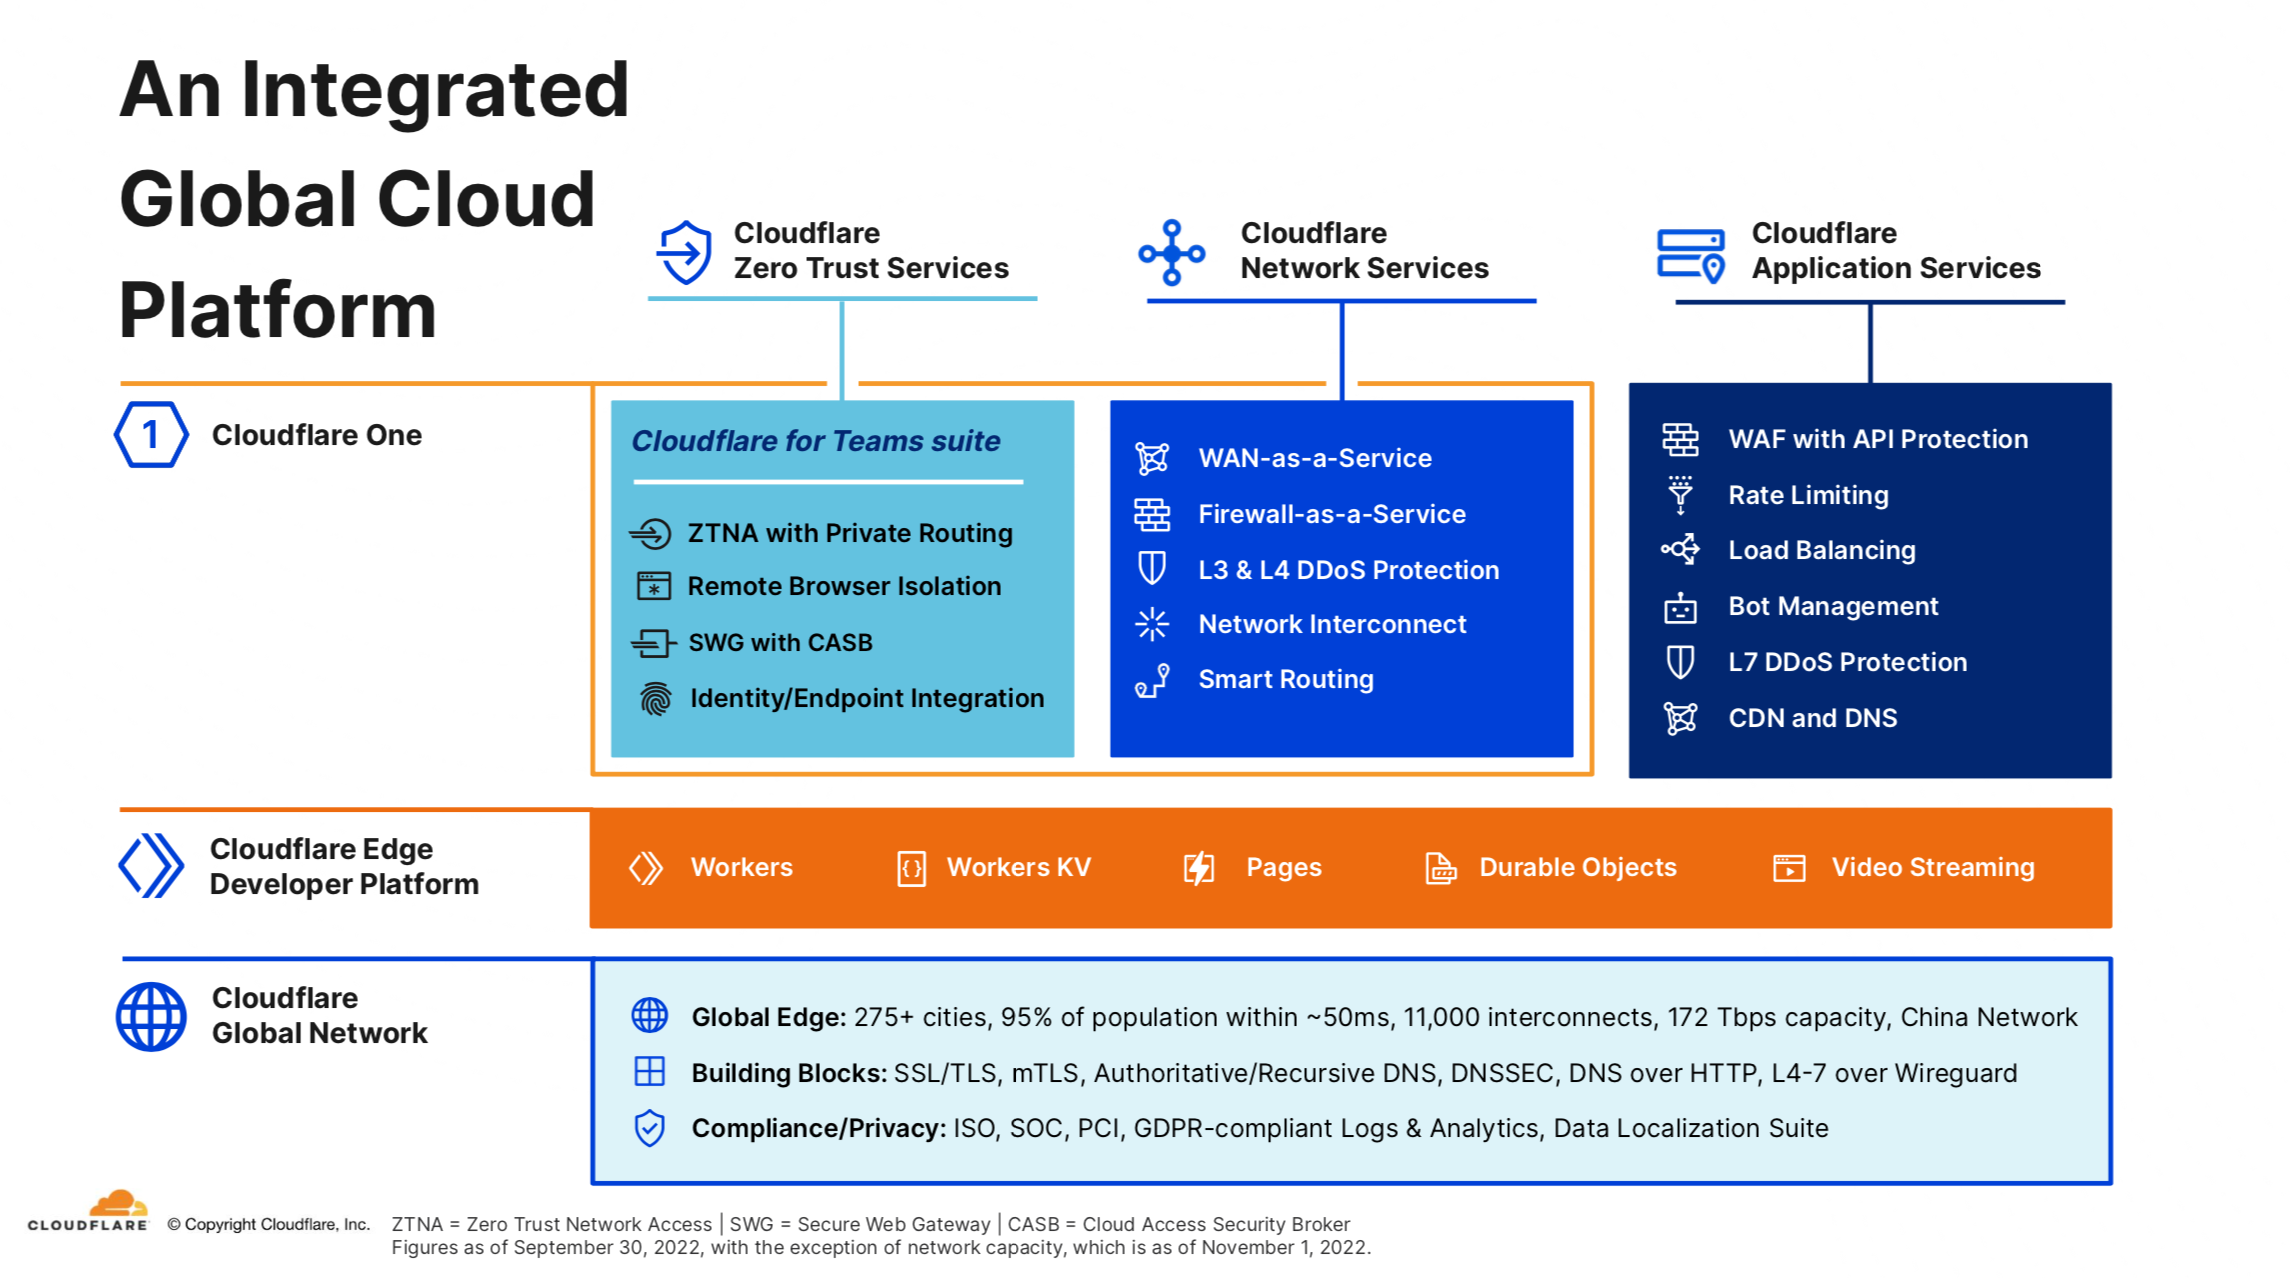 An Integrated
Global Cloud
Platform
Cloudflare
Zero Trust Services
Cloudflare
Network Services
Cloudflare
Application Services
1
Cloudflare One
Cloudflare for Teams suite
ZTNA with Private Routing
Remote Browser Isolation
SWG with CASB
Identity/Endpoint Integration
WAN-as-a-Service
Firewall-as-a-Service
L3 & L4 DDoS Protection
Network Interconnect
Smart Routing
WAF with API Protection
Rate Limiting
Load Balancing
Bot Management
L7 DDoS Protection
CDN and DNS
Cloudflare Edge
Developer Platform
Workers
Workers KV
Pages
Durable Objects
Video Streaming
Cloudflare
Global Network
Global Edge: 275+ cities, 95% of population within ~50ms, 11,000 interconnects, 172 Tbps capacity, China Network
Building Blocks: SSL/TLS, mTLS, Authoritative/Recursive DNS, DNSSEC, DNS over HTTP, L4-7 over Wireguard
Compliance/Privacy: ISO, SOC, PCI, GDPR-compliant Logs & Analytics, Data Localization Suite
CLOUDFLARE
© Copyright Cloudflare, Inc.
ZTNA = Zero Trust Network Access | SWG = Secure Web Gateway | CASB = Cloud Access Security Broker
Figures as of September 30, 2022, with the exception of network capacity, which is as of November 1, 2022.